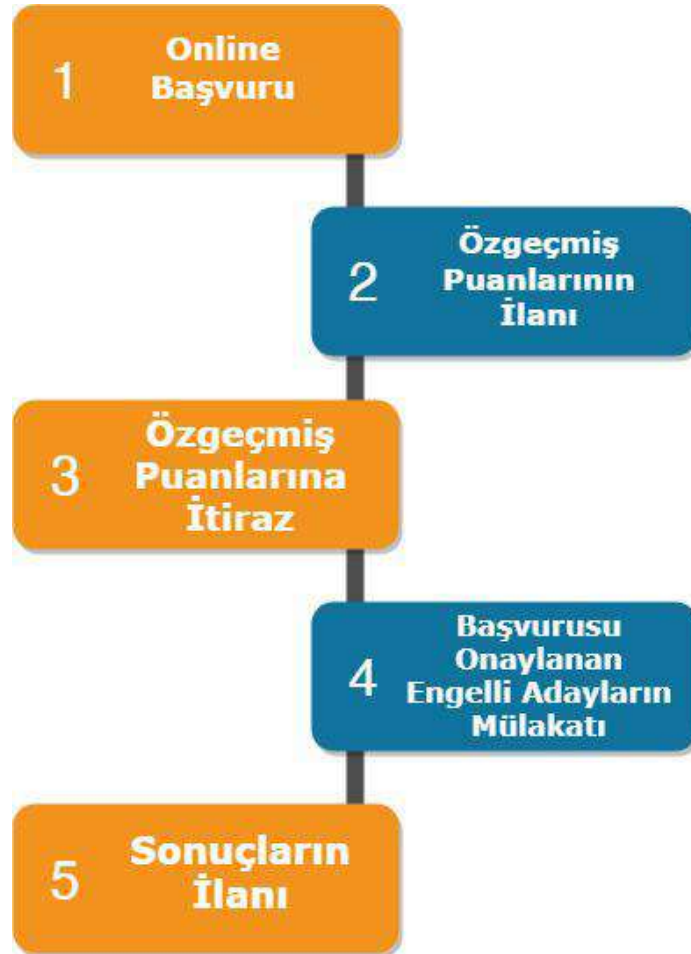 1
Online
Başvuru
2
Özgeçmiş
Puanlarının
İlanı
3
Özgeçmiş
Puanlarına
İtiraz
4
Başvurusu
Onaylanan
Engelli Adayların
Mülakatı
5
Sonuçların
İlanı